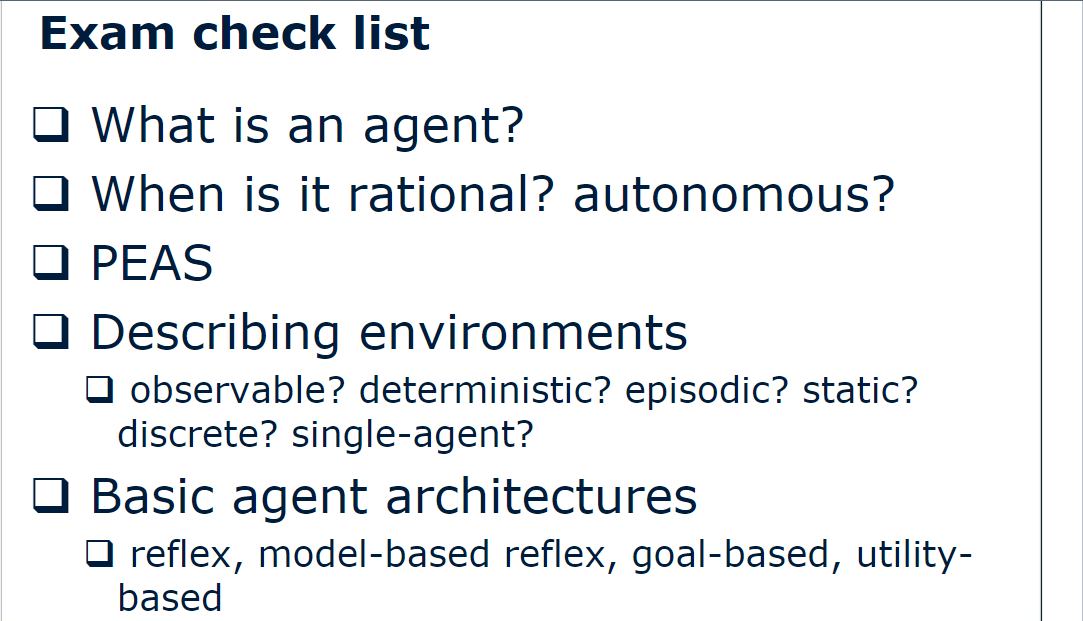 Exam check list
❑ What is an agent?
❑ When is it rational? autonomous?
❑ PEAS
❑ Describing environments
❑ observable? deterministic? episodic? static?
discrete? single-agent?
❑ Basic agent architectures
❑ reflex, model-based reflex, goal-based, utility-
based